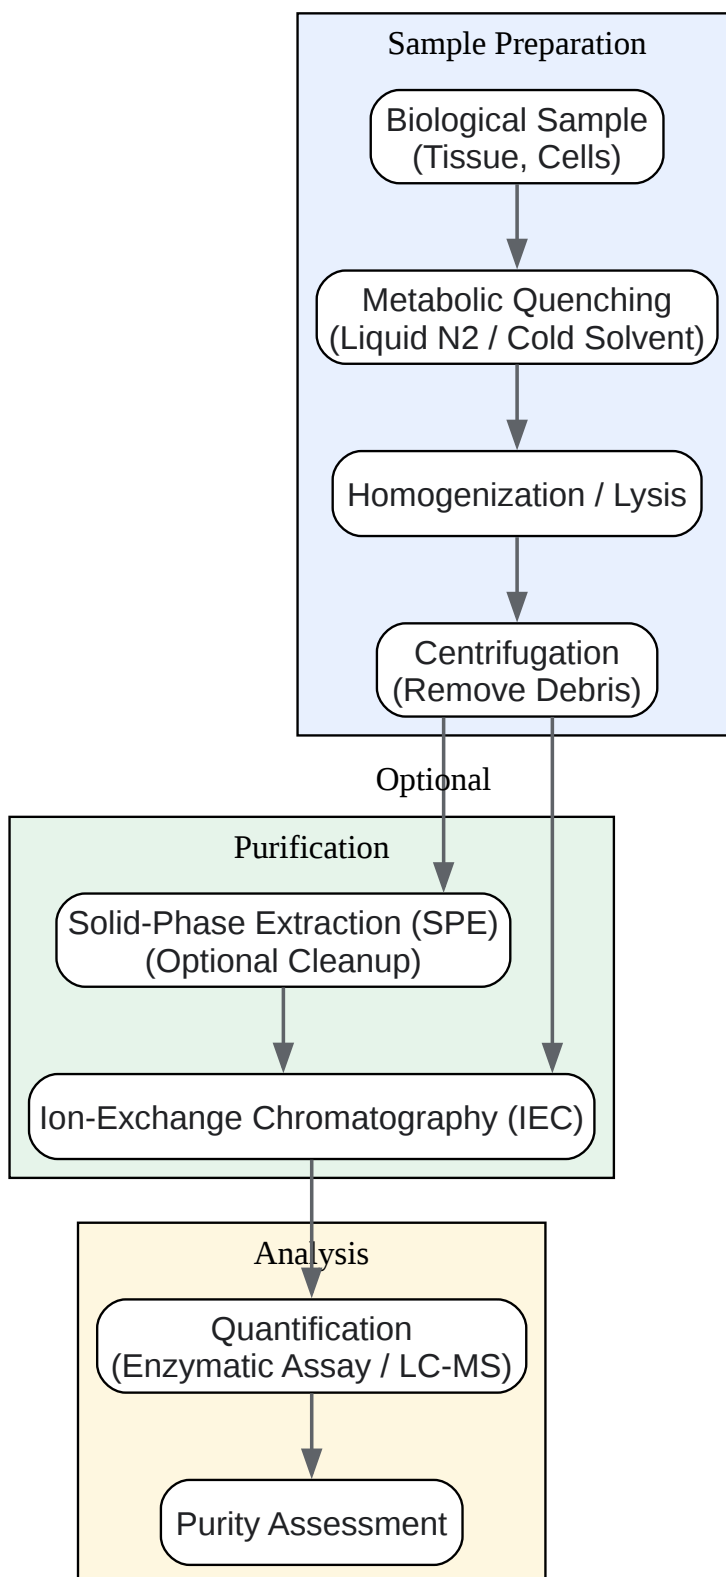 Sample Preparation
Biological Sample
(Tissue, Cells)
Metabolic Quenching
(Liquid N2 / Cold Solvent)
Homogenization / Lysis
Centrifugation
(Remove Debris)
Optional
Purification
Solid-Phase Extraction (SPE)
(Optional Cleanup)
Ion-Exchange Chromatography (IEC)
Analysis
Quantification
(Enzymatic Assay / LC-MS)
Purity Assessment